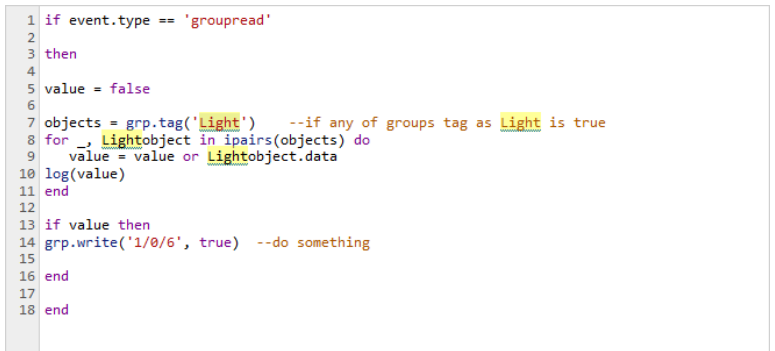 1 if event.type == 'groupread'
2
3 then
4
5 value = false
6
7 objects = grp.tag('Light')    --if any of groups tag as Light is true
8 for _, Lightobject in ipairs(objects) do
9    value = value or Lightobject.data
10 log(value)
11 end
12
13 if value then
14 grp.write('1/0/6', true)  --do something
15
16 end
17
18 end